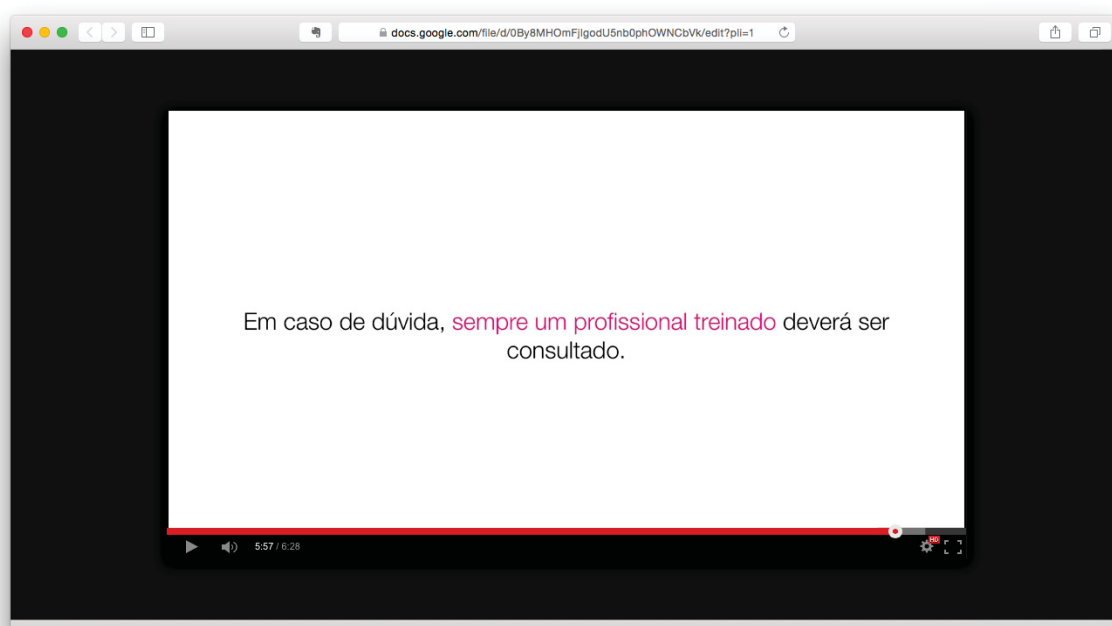 docs.google.com/file/d/0By8MHOmFjlgodU5nb0phOWNCbVk/edit?pli=1
Em caso de dúvida, sempre um profissional treinado deverá ser
consultado.
5:57 / 6:28
HD